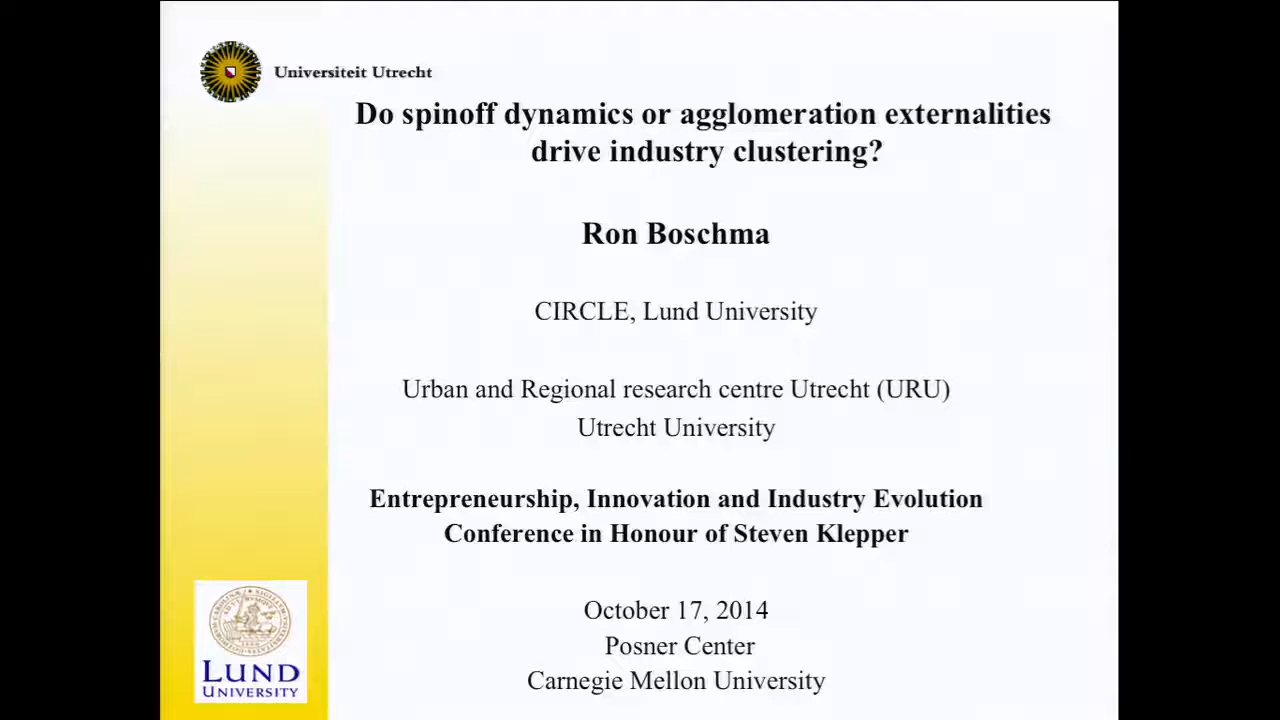 Universiteit Utrecht
Do spinoff dynamics or agglomeration externalities
drive industry clustering?
Ron Boschma
CIRCLE, Lund University
Urban and Regional research centre Utrecht (URU)
Utrecht University
Entrepreneurship, Innovation and Industry Evolution
Conference in Honour of Steven Klepper
October 17, 2014
Posner Center
Carnegie Mellon University
LUND
UNIVERSITY